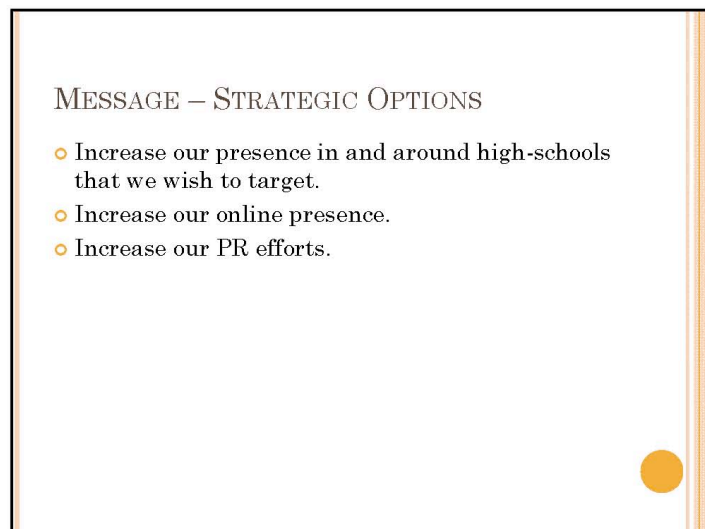 MESSAGE – STRATEGIC OPTIONS
Increase our presence in and around high-schools
that we wish to target.
Increase our online presence.
Increase our PR efforts.